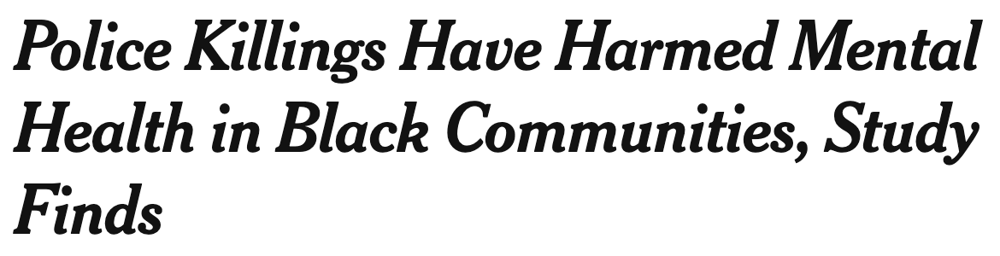 Police Killings Have Harmed Mental
Health in Black Communities, Study
Finds